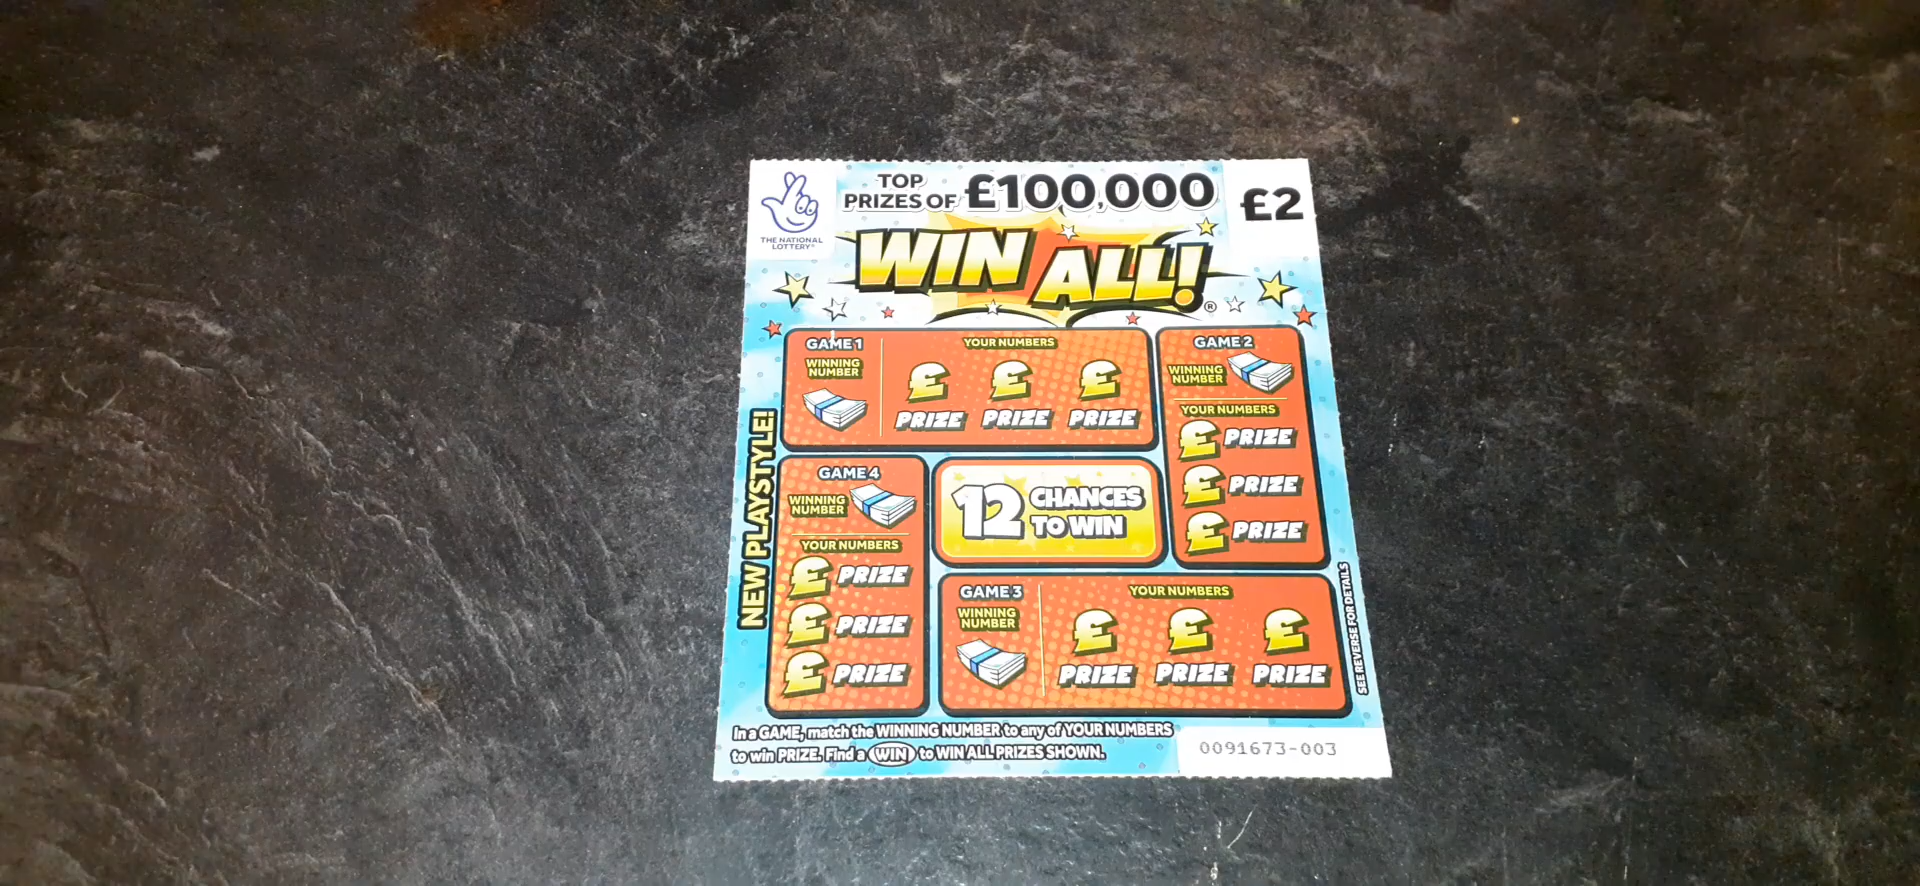 TOP
PRIZES OF £100,000
£2
THE NATIONAL
LOTTERY®
WIN ALL!®
NEW PLAYSTYLE!
GAME 1
WINNING
NUMBER
YOUR NUMBERS
£ £ £
PRIZE PRIZE PRIZE
GAME 2
WINNING
NUMBER
YOUR NUMBERS
£ PRIZE
£ PRIZE
£ PRIZE
GAME 4
WINNING
NUMBER
YOUR NUMBERS
£ PRIZE
£ PRIZE
£ PRIZE
12 CHANCES
TO WIN
GAME 3
WINNING
NUMBER
YOUR NUMBERS
£ £ £
PRIZE PRIZE PRIZE
SEE REVERSE FOR DETAILS
In a GAME, match the WINNING NUMBER to any of YOUR NUMBERS
to win PRIZE. Find a WIN to WIN ALL PRIZES SHOWN.
0091673-003